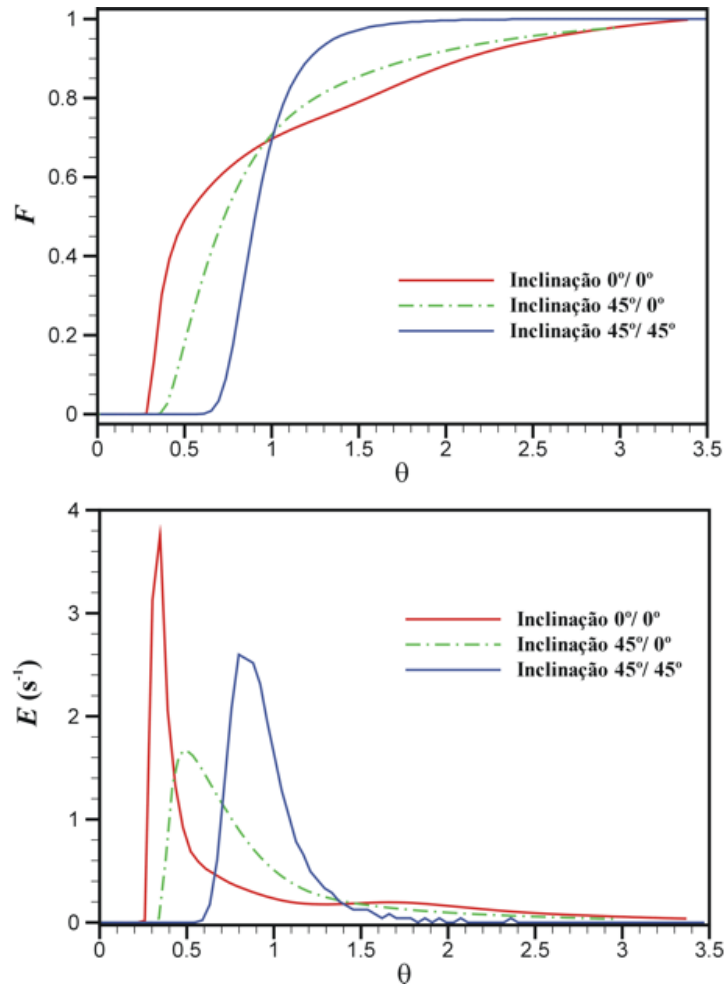 1
0.8
0.6
0.4
0.2
0
F
Inclinação 0º/ 0º
Inclinação 45º/ 0º
Inclinação 45º/ 45º
0 0.5 1 1.5 2 2.5 3 3.5
θ
4
3
2
1
0
E (s⁻¹)
Inclinação 0º/ 0º
Inclinação 45º/ 0º
Inclinação 45º/ 45º
0 0.5 1 1.5 2 2.5 3 3.5
θ